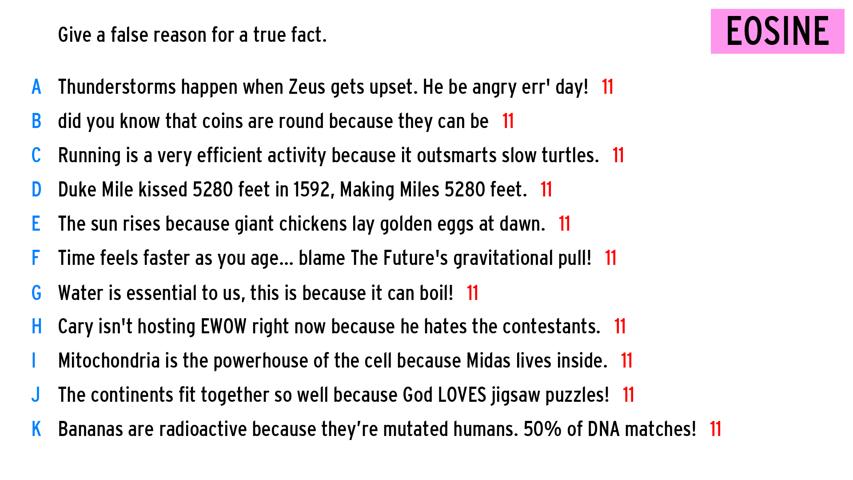 Give a false reason for a true fact.
EOSINE
A Thunderstorms happen when Zeus gets upset. He be angry err' day! 11
B did you know that coins are round because they can be 11
C Running is a very efficient activity because it outsmarts slow turtles. 11
D Duke Mile kissed 5280 feet in 1592, Making Miles 5280 feet. 11
E The sun rises because giant chickens lay golden eggs at dawn. 11
F Time feels faster as you age... blame The Future's gravitational pull! 11
G Water is essential to us, this is because it can boil! 11
H Cary isn't hosting EWOW right now because he hates the contestants. 11
I Mitochondria is the powerhouse of the cell because Midas lives inside. 11
J The continents fit together so well because God LOVES jigsaw puzzles! 11
K Bananas are radioactive because they’re mutated humans. 50% of DNA matches! 11